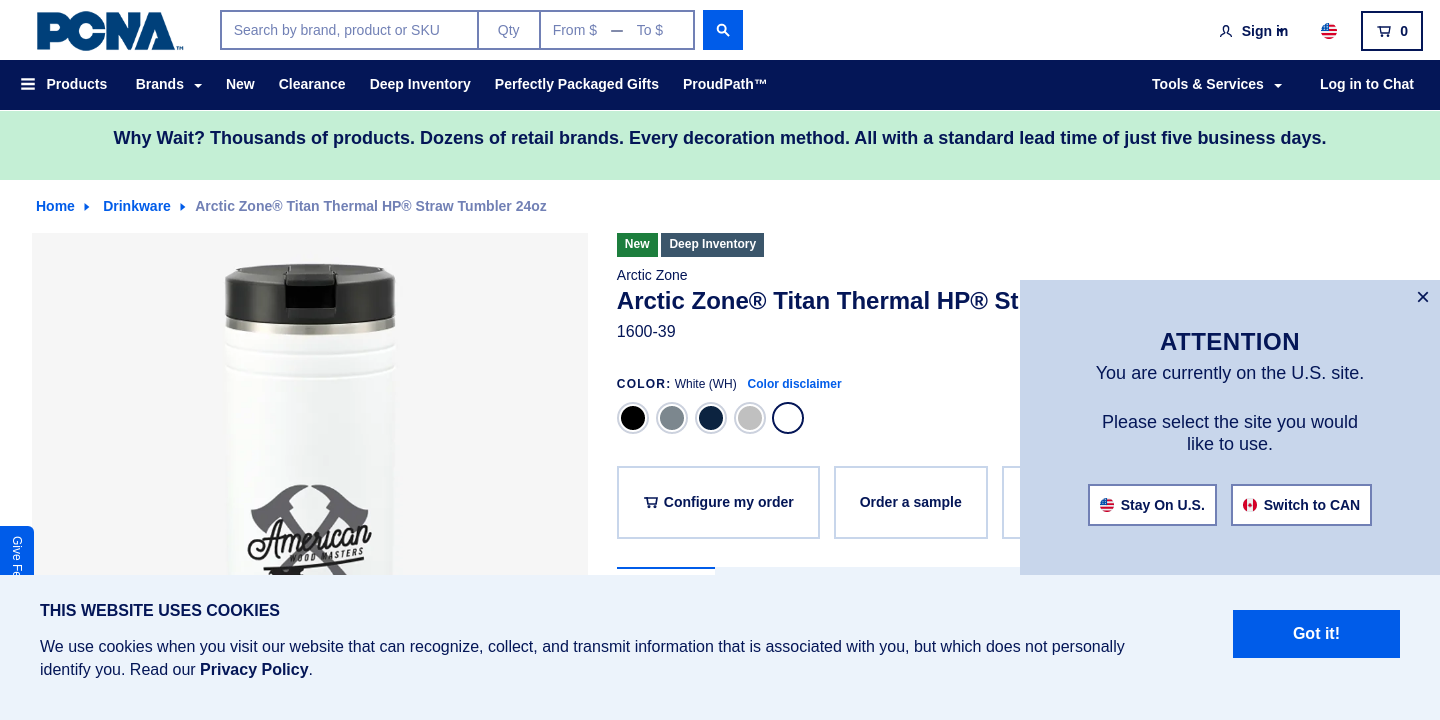 PCNA™
Search by brand, product or SKU
Qty
From $ — To $
Sign in
0
Products
Brands
New
Clearance
Deep Inventory
Perfectly Packaged Gifts
ProudPath™
Tools & Services
Log in to Chat
Why Wait? Thousands of products. Dozens of retail brands. Every decoration method. All with a standard lead time of just five business days.
Home
Drinkware
Arctic Zone® Titan Thermal HP® Straw Tumbler 24oz
American
WOOD MASTERS
New
Deep Inventory
Arctic Zone
Arctic Zone® Titan Thermal HP® St
1600-39
COLOR: White (WH) Color disclaimer
Configure my order
Order a sample
×
ATTENTION
You are currently on the U.S. site.
Please select the site you would
like to use.
Stay On U.S.
Switch to CAN
Give Fe
THIS WEBSITE USES COOKIES
We use cookies when you visit our website that can recognize, collect, and transmit information that is associated with you, but which does not personally
identify you. Read our Privacy Policy.
Got it!